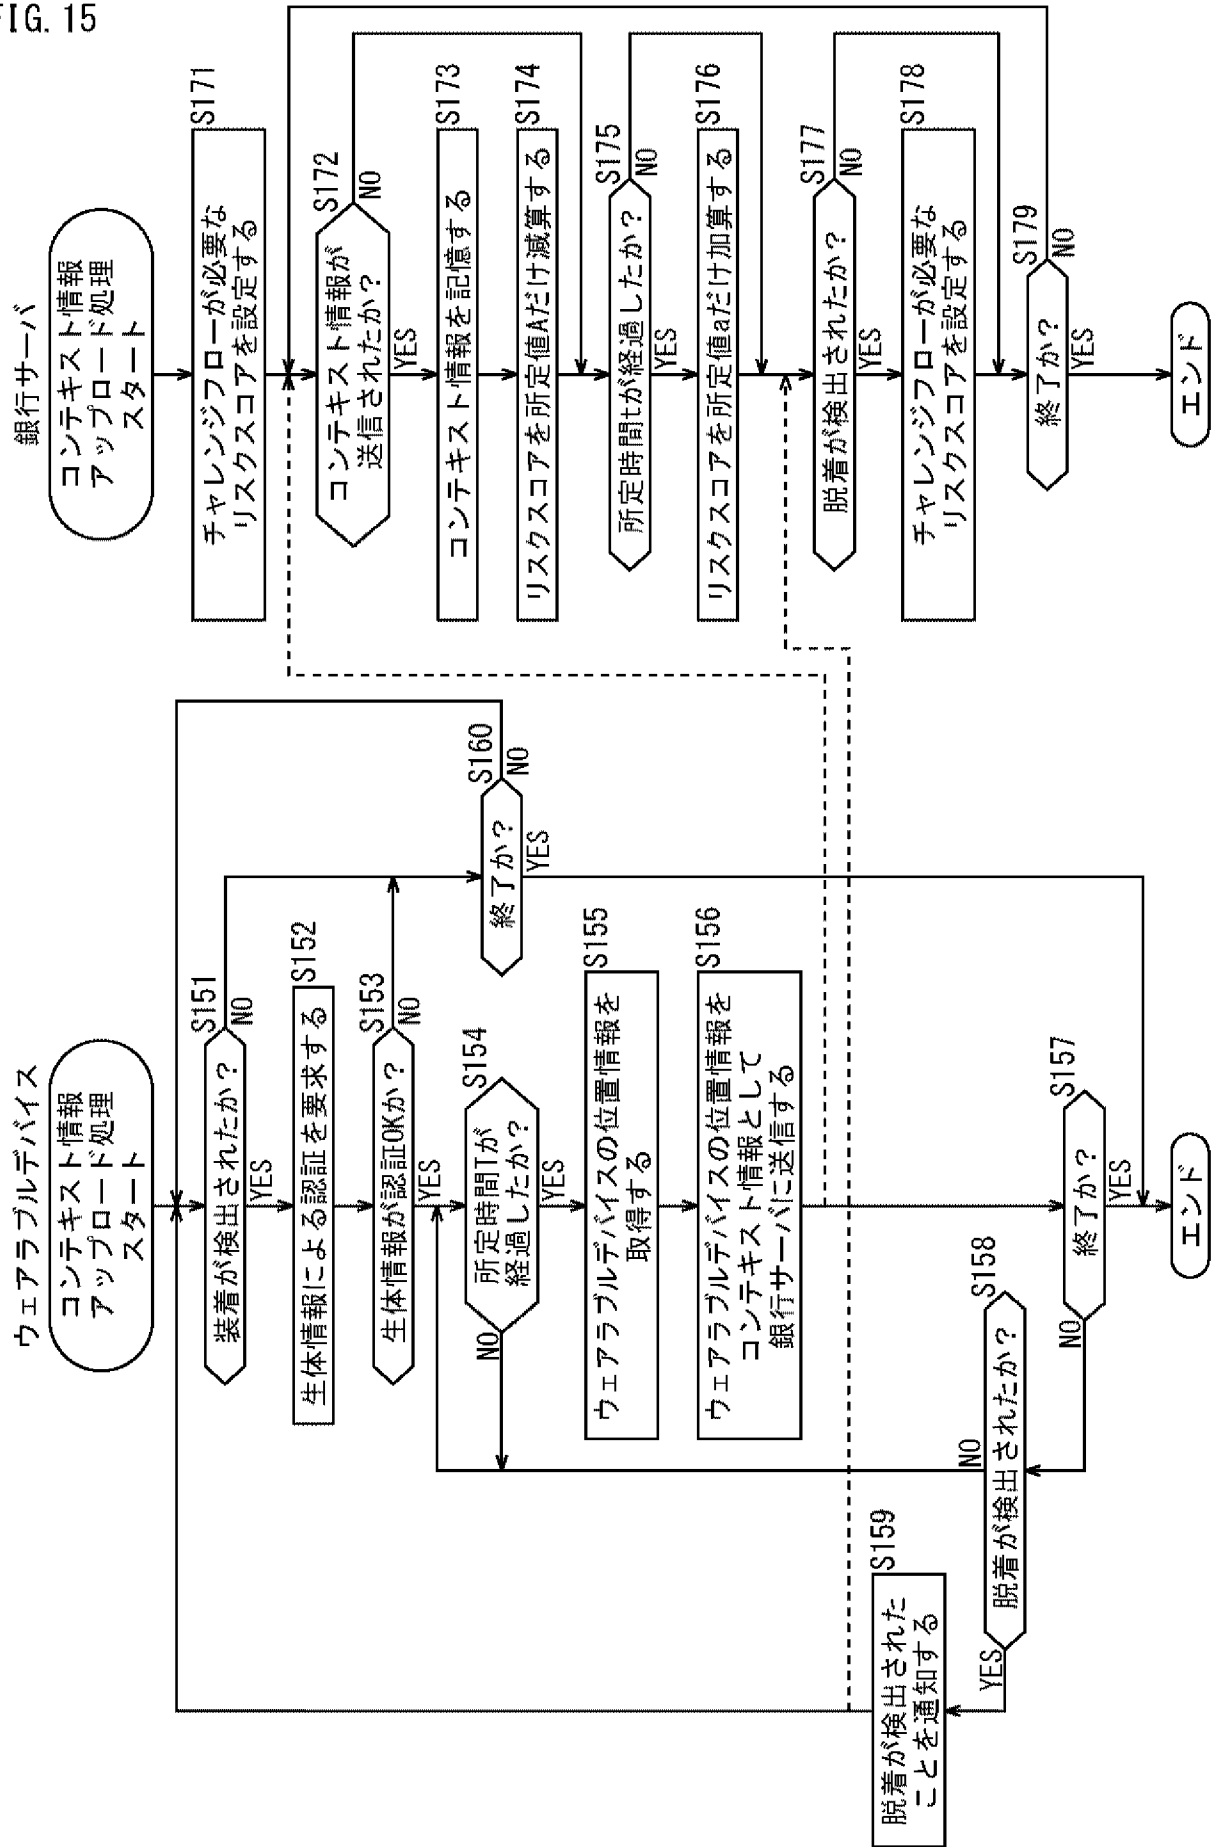 FIG. 15
ウェアラブルデバイス
コンテキスト情報
アップロード処理
スタート
装着が検出されたか?
S151
NO
YES
生体情報による認証を要求する
S152
生体情報が認証OKか?
S153
NO
YES
所定時間Tが
経過したか?
S154
NO
YES
ウェアラブルデバイスの位置情報を
取得する
S155
ウェアラブルデバイスの位置情報を
コンテキスト情報として
銀行サーバに送信する
S156
終了か?
S157
NO
YES
脱着が検出されたか?
S158
NO
YES
脱着が検出された
ことを通知する
S159
終了か?
S160
NO
YES
エンド
銀行サーバ
コンテキスト情報
アップロード処理
スタート
チャレンジフローが必要な
リスクスコアを設定する
S171
コンテキスト情報が
送信されたか?
S172
NO
YES
コンテキスト情報を記憶する
S173
リスクスコアを所定値Aだけ減算する
S174
所定時間tが経過したか?
S175
NO
YES
リスクスコアを所定値aだけ加算する
S176
脱着が検出されたか?
S177
NO
YES
チャレンジフローが必要な
リスクスコアを設定する
S178
終了か?
S179
NO
YES
エンド